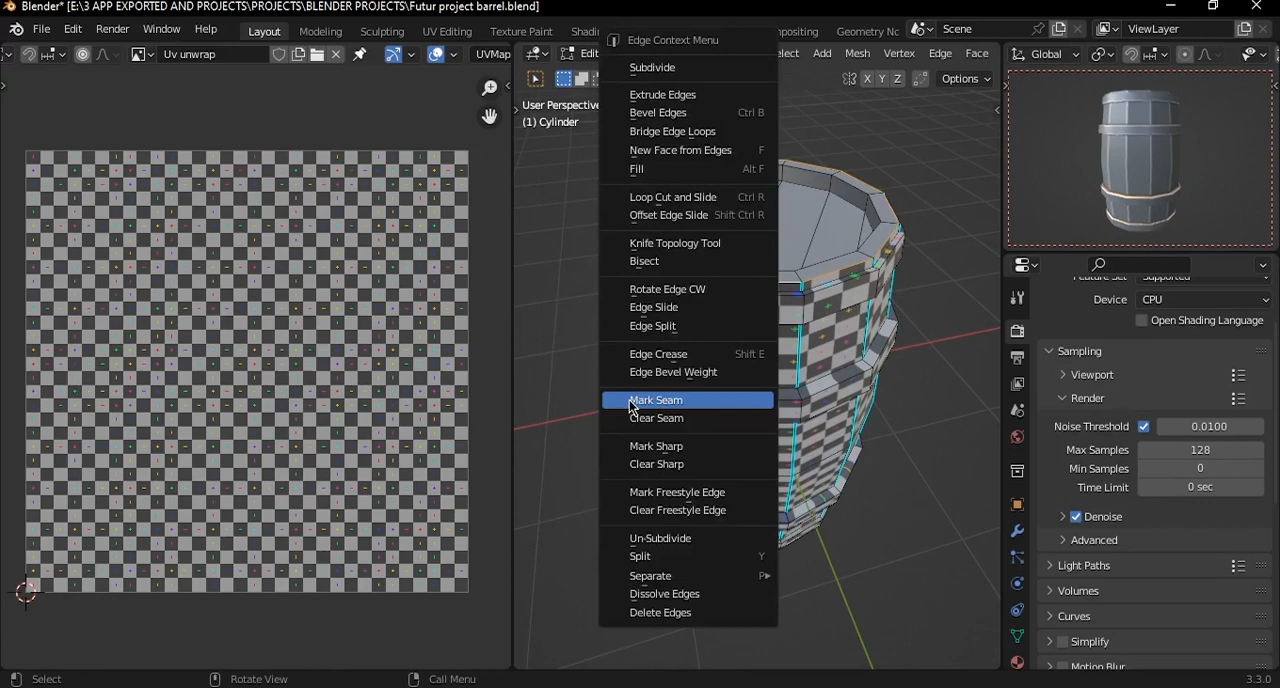 Blender* [E:\3 APP EXPORTED AND PROJECTS\PROJECTS\BLENDER PROJECTS\Futur project barrel.blend]
File Edit Render Window Help Layout Modeling Sculpting UV Editing Texture Paint Geometry Nc Scene ViewLayer
Uv unwrap UVMap Add Mesh Vertex Edge Face Global
X Y Z Options
User Perspective
(1) Cylinder
Edge Context Menu
Subdivide
Extrude Edges
Bevel Edges Ctrl B
Bridge Edge Loops
New Face from Edges F
Fill Alt F
Loop Cut and Slide Ctrl R
Offset Edge Slide Shift Ctrl R
Knife Topology Tool
Bisect
Rotate Edge CW
Edge Slide
Edge Split
Edge Crease Shift E
Edge Bevel Weight
Mark Seam
Clear Seam
Mark Sharp
Clear Sharp
Mark Freestyle Edge
Clear Freestyle Edge
Un-Subdivide
Split Y
Separate P
Dissolve Edges
Delete Edges
Device CPU
Open Shading Language
Sampling
Viewport
Render
Noise Threshold 0.0100
Max Samples 128
Min Samples 0
Time Limit 0 sec
Denoise
Advanced
Light Paths
Volumes
Curves
Simplify
Motion Blur
Select Rotate View Call Menu 3.3.0